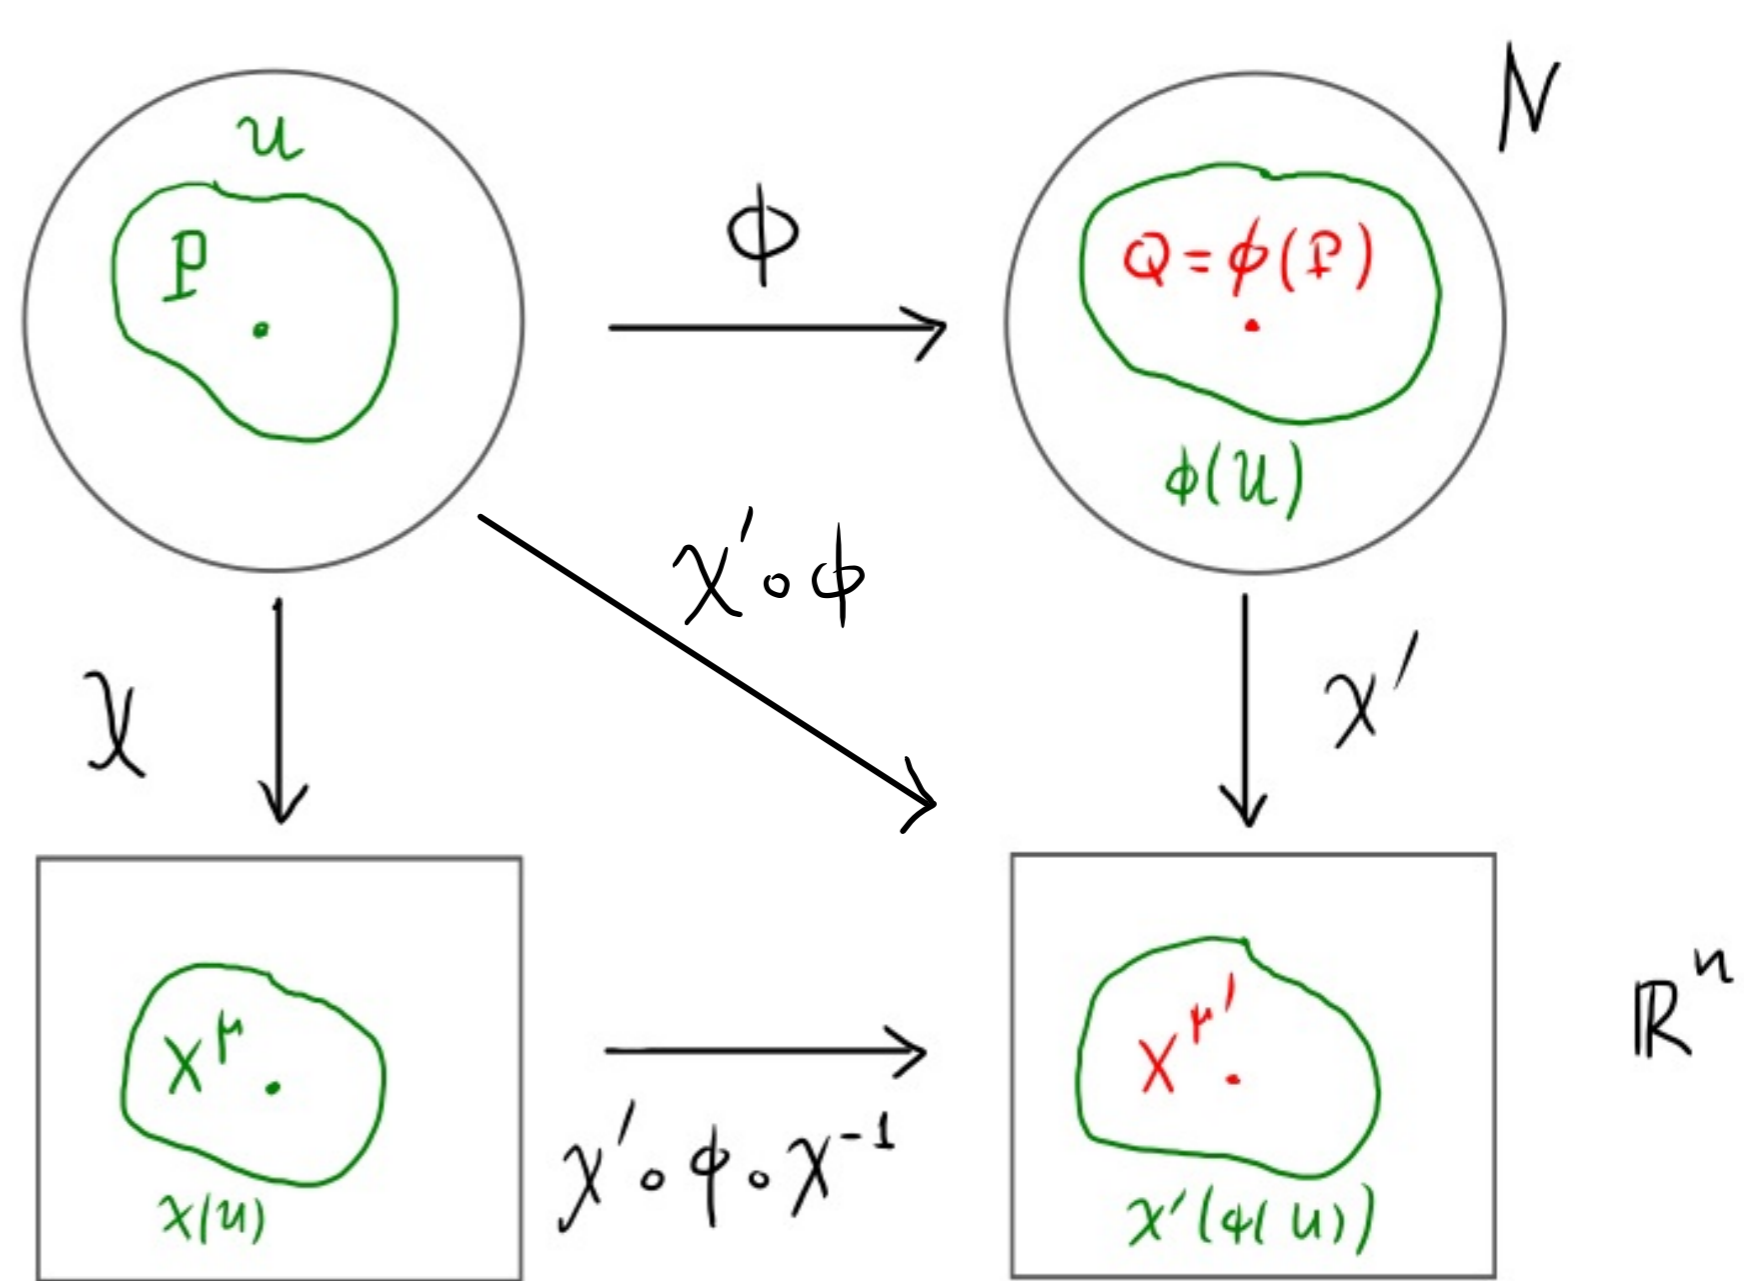 N
𝒰
ϕ
P
Q = ϕ(P)
ϕ(𝒰)
χ'∘ϕ
χ
χ'
x^μ
x^μ'
ℝ^n
χ'∘ϕ∘χ^-1
χ(𝒰)
χ'(ϕ(𝒰))